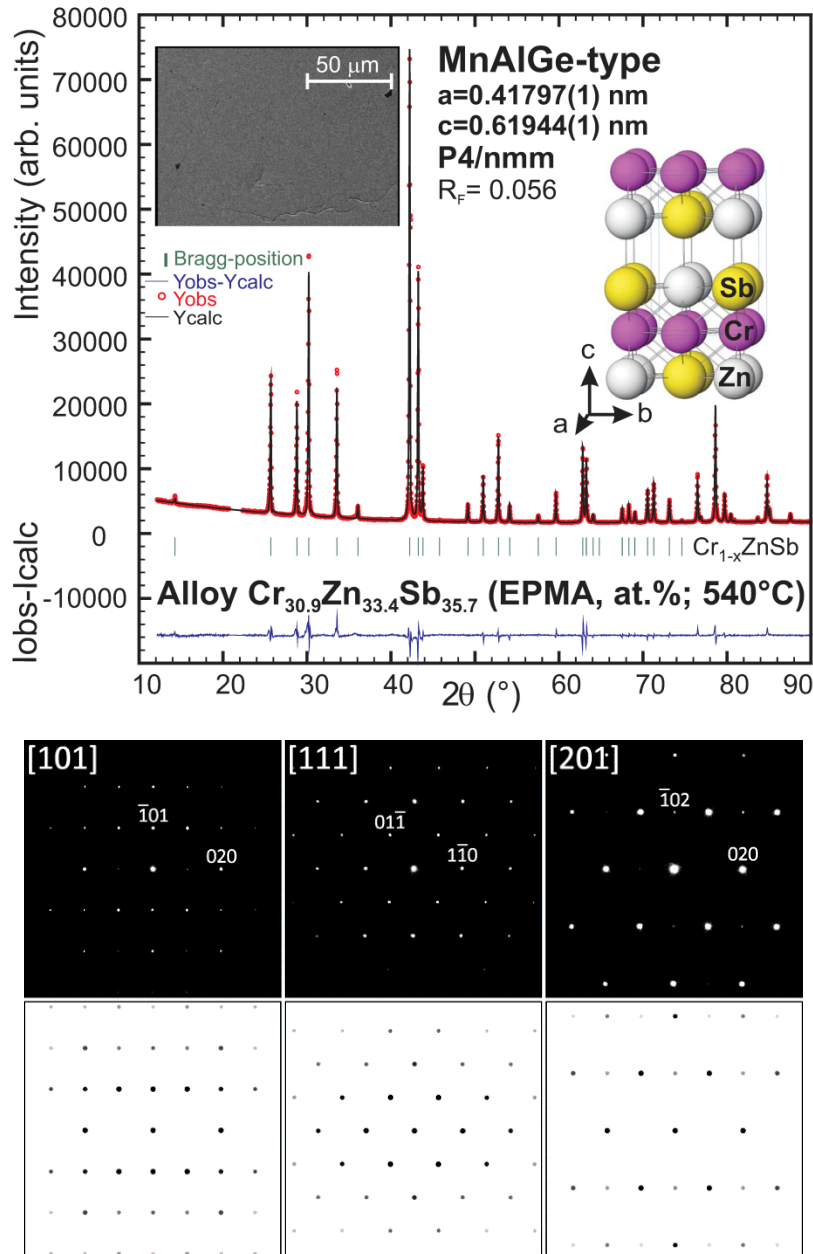 80000
70000
60000
50000
40000
30000
20000
10000
0
-10000
Intensity (arb. units)
Iobs-Icalc
50 μm
MnAlGe-type
a=0.41797(1) nm
c=0.61944(1) nm
P4/nmm
R_F= 0.056
Bragg-position
Yobs-Ycalc
Yobs
Ycalc
Sb
Cr
Zn
c
a
b
Cr₁₋ₓZnSb
Alloy Cr₃₀.₉Zn₃₃.₄Sb₃₅.₇ (EPMA, at.%; 540°C)
10 20 30 40 50 60 70 80 90
2θ (°)
[101]
1̅01
020
[111]
011̅
11̅0
[201]
1̅02
020